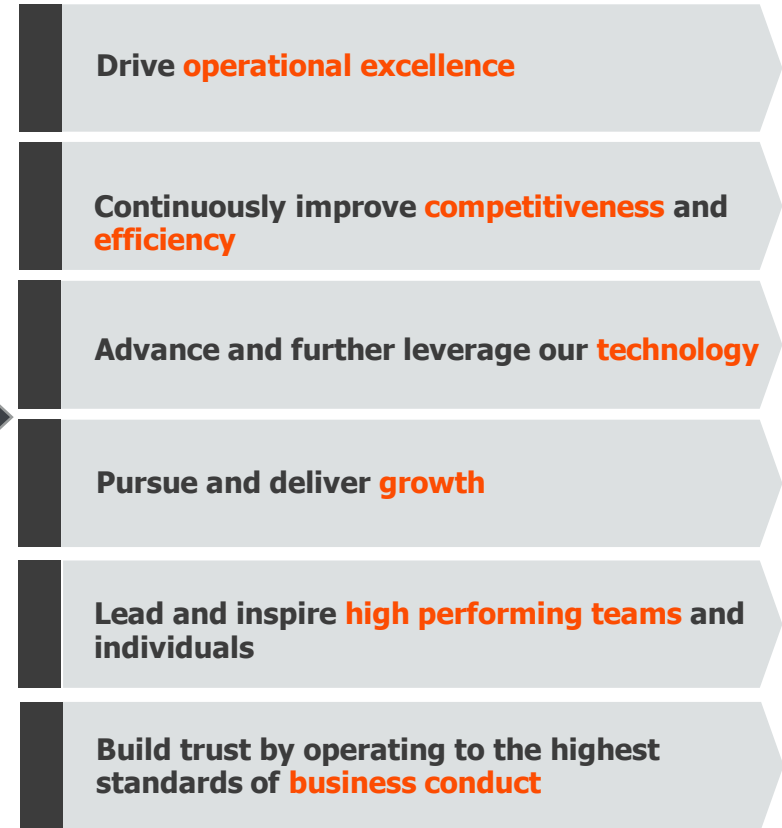 Drive operational excellence
Continuously improve competitiveness and
efficiency
Advance and further leverage our technology
Pursue and deliver growth
Lead and inspire high performing teams and
individuals
Build trust by operating to the highest
standards of business conduct